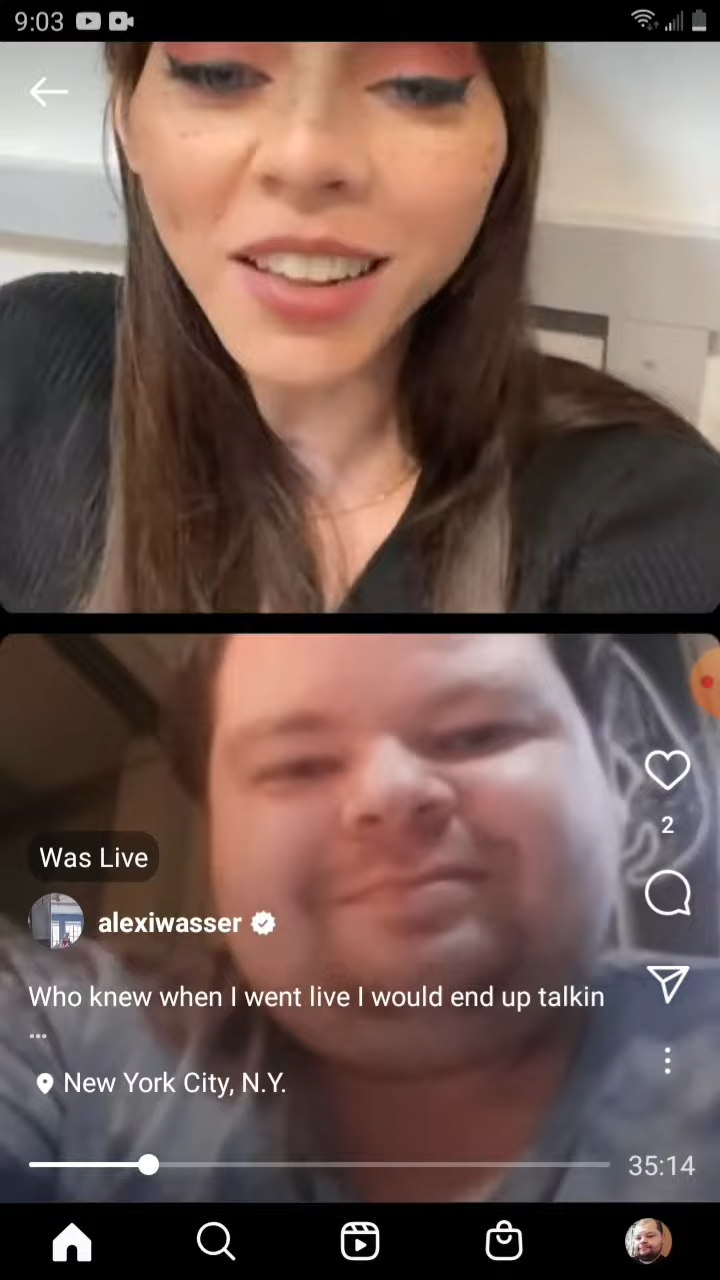 9:03
2
Was Live
alexiwasser
Who knew when I went live I would end up talkin
...
New York City, N.Y.
35:14